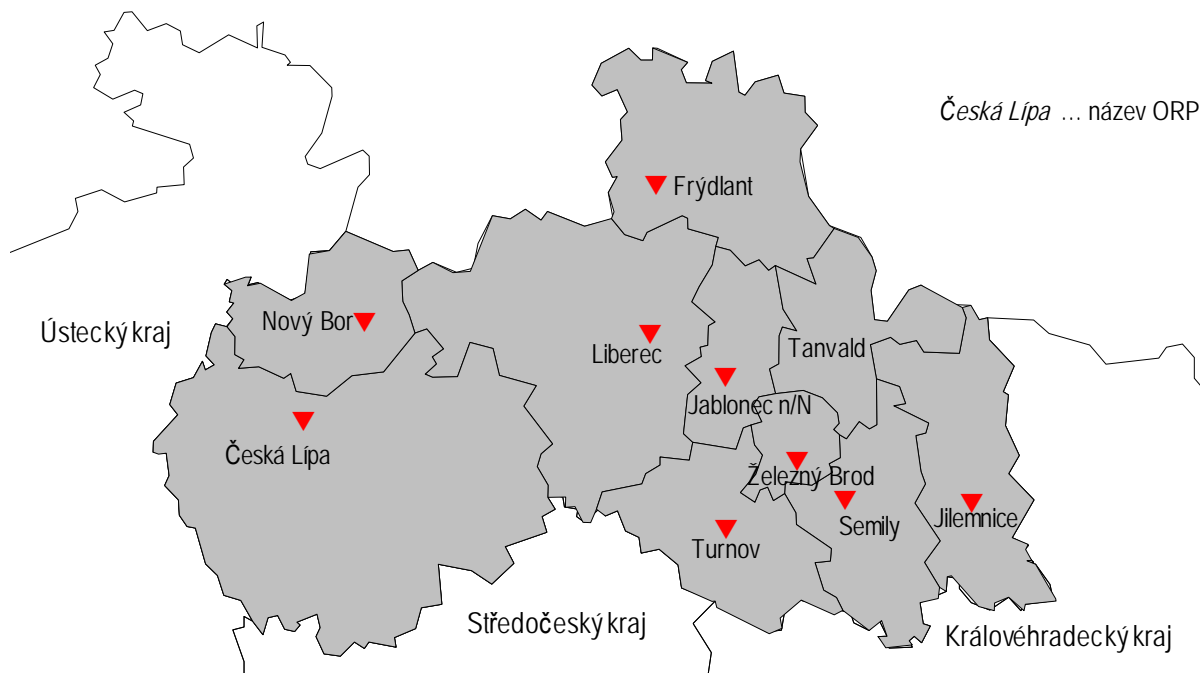 Česká Lípa ... název ORP
Frýdlant
Ústecký kraj
Nový Bor
Liberec
Tanvald
Jablonec n/N
Česká Lípa
Železný Brod
Semily
Jilemnice
Turnov
Středočeský kraj
Královéhradecký kraj